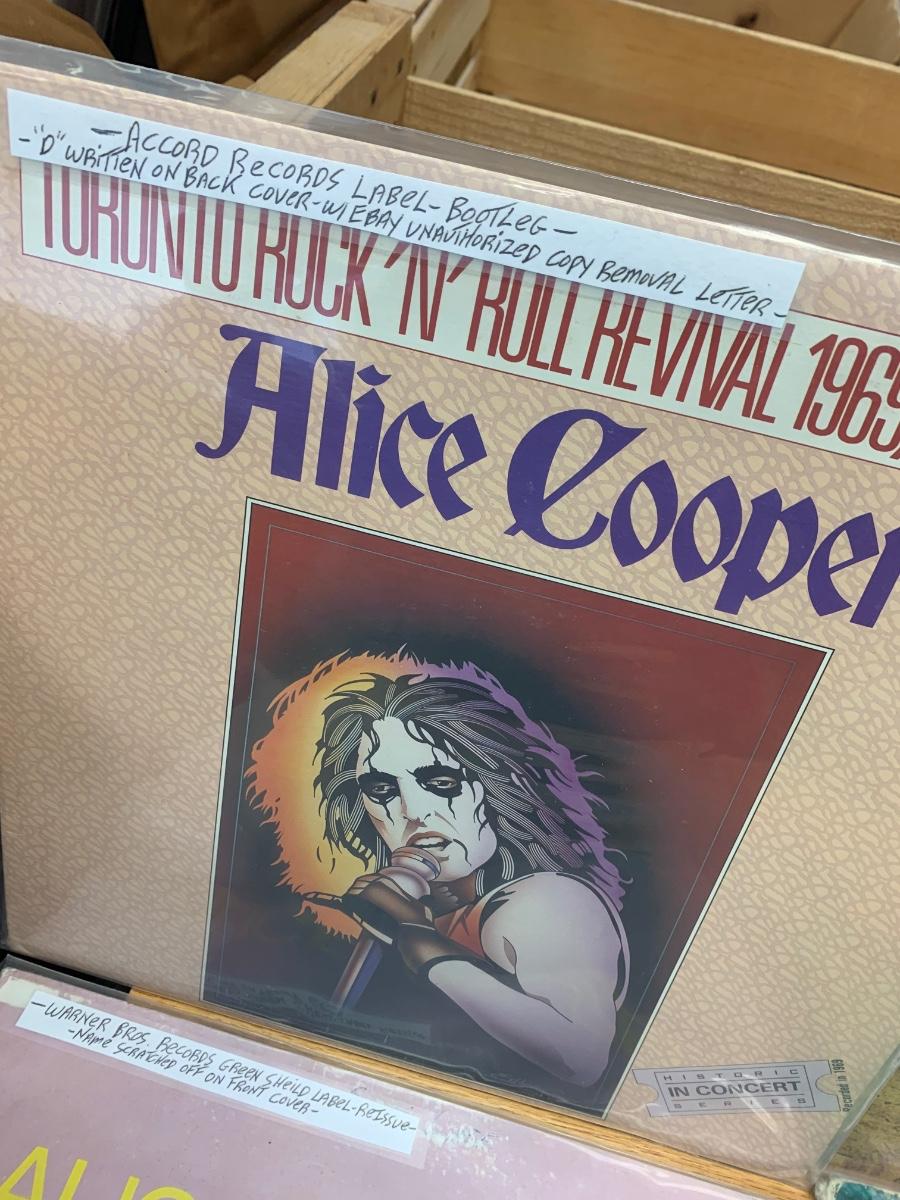 -ACCORD RECORDS LABEL-BOOTLEG-
-"D" WRITTEN ON BACK COVER-W/EBAY UNAUTHORIZED COPY REMOVAL LETTER-
TORONTO ROCK 'N' ROLL REVIVAL 1969,
Alice Cooper
HISTORIC
IN CONCERT
SERIES
Recorded in 1969
-WARNER BROS. RECORDS GREEN SHEILD LABEL-REISSUE-
-NAME SCRATCHED OFF ON FRONT COVER-
ALIC